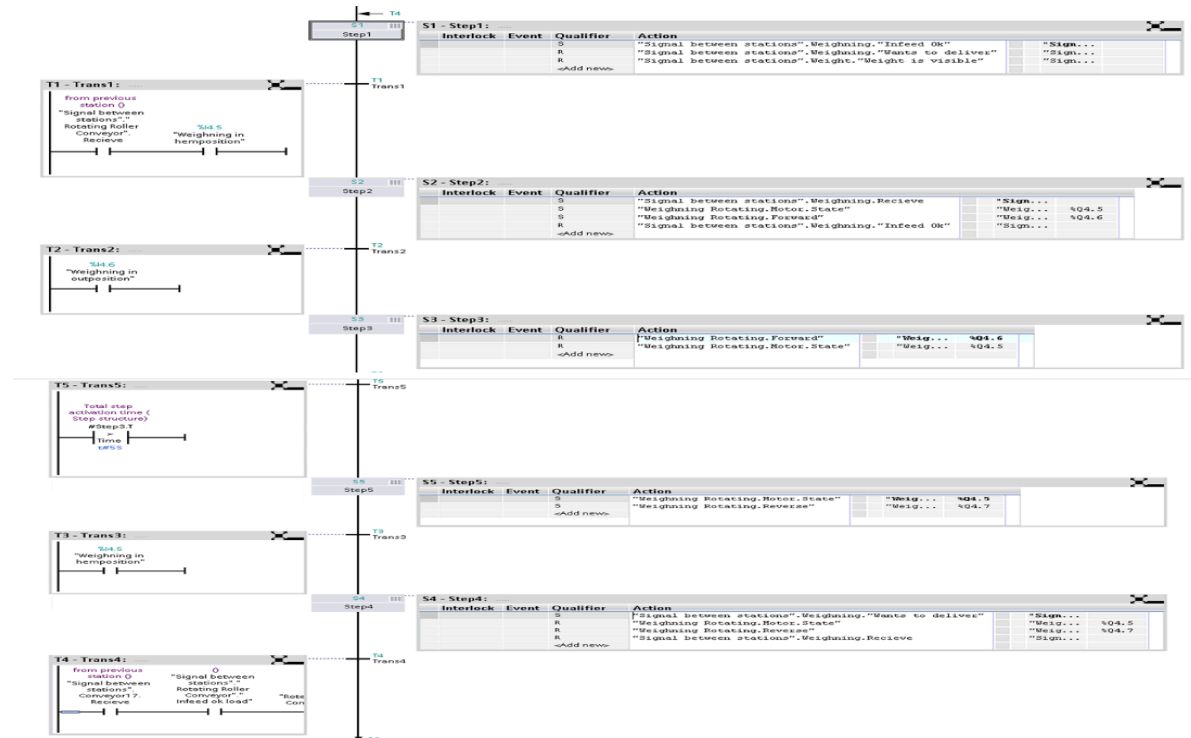 T4
S1
Step1
S1 - Step1:
Interlock Event Qualifier Action
S "Signal between stations".Weighning."Infeed Ok" "Sign...
R "Signal between stations".Weighning."Wants to deliver" "Sign...
R "Signal between stations".Weight."Weight is visible" "Sign...
<Add new>
T1 - Trans1:
T1
Trans1
from previous
station ()
"Signal between
stations"."
Rotating Roller
Conveyor".
Recieve
%I4.5
"Weighning in
hemposition"
S2
Step2
S2 - Step2:
Interlock Event Qualifier Action
S "Signal between stations".Weighning.Recieve "Sign...
S "Weighning Rotating.Motor.State" "Weig... %Q4.5
S "Weighning Rotating.Forward" "Weig... %Q4.6
R "Signal between stations".Weighning."Infeed Ok" "Sign...
<Add new>
T2 - Trans2:
T2
Trans2
%I4.6
"Weighning in
outposition"
S3
Step3
S3 - Step3:
Interlock Event Qualifier Action
R "Weighning Rotating.Forward" "Weig... %Q4.6
R "Weighning Rotating.Motor.State" "Weig... %Q4.5
<Add new>
T5 - Trans5:
T5
Trans5
Total step
activation time (
Step structure)
#Step3.T
>
Time
t#5S
S5
Step5
S5 - Step5:
Interlock Event Qualifier Action
S "Weighning Rotating.Motor.State" "Weig... %Q4.5
S "Weighning Rotating.Reverse" "Weig... %Q4.7
<Add new>
T3 - Trans3:
T3
Trans3
%I4.5
"Weighning in
hemposition"
S4
Step4
S4 - Step4:
Interlock Event Qualifier Action
S "Signal between stations".Weighning."Wants to deliver" "Sign...
R "Weighning Rotating.Motor.State" "Weig... %Q4.5
R "Weighning Rotating.Reverse" "Weig... %Q4.7
R "Signal between stations".Weighning.Recieve "Sign...
<Add new>
T4 - Trans4:
T4
Trans4
from previous
station ()
"Signal between
stations".
Conveyor17.
Recieve
()
"Signal between
stations"."
Rotating Roller
Conveyor"."
Infeed ok load"
"Rote
Con